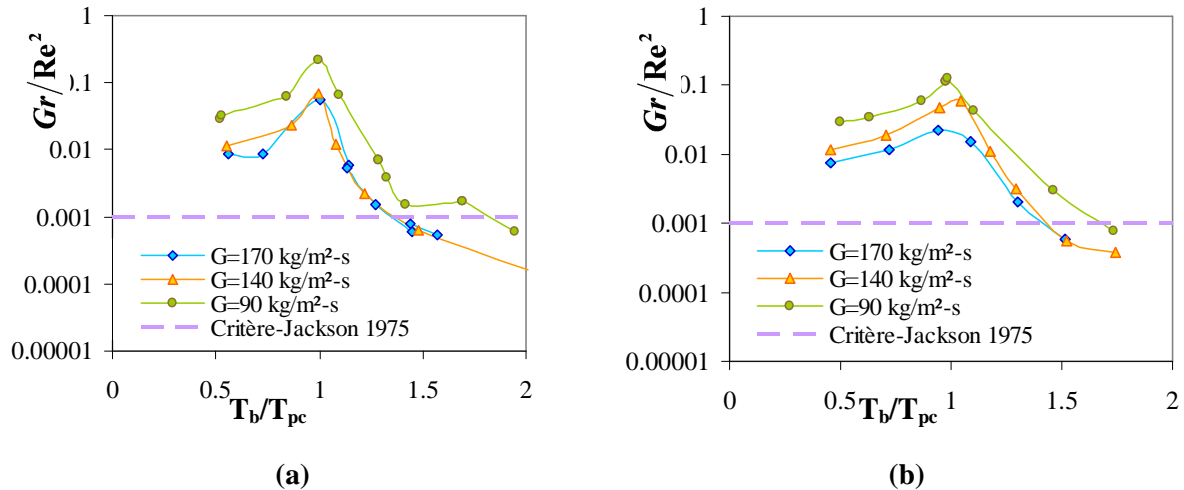 1
0.1
0.01
0.001
0.0001
0.00001
Gr/Re²
G=170 kg/m²-s
G=140 kg/m²-s
G=90 kg/m²-s
Critère-Jackson 1975
0 0.5 1 1.5 2
T_b/T_pc
(a)
1
0.1
0.01
0.001
0.0001
0.00001
Gr/Re²
G=170 kg/m²-s
G=140 kg/m²-s
G=90 kg/m²-s
Critère-Jackson 1975
0 0.5 1 1.5 2
T_b/T_pc
(b)